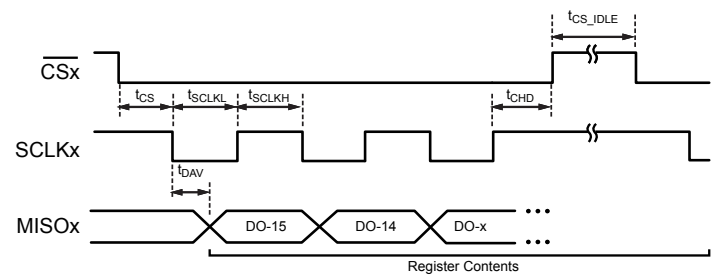 tCS_IDLE
CSx
tCS tSCLKL tSCLKH tCHD
SCLKx
tDAV
MISOx DO-15 DO-14 DO-x
Register Contents